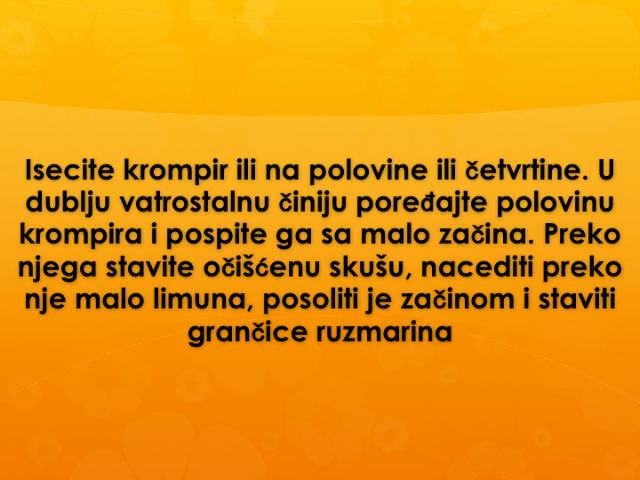 Isecite krompir ili na polovine ili četvrtine. U
dublju vatrostalnu činiju poređajte polovinu
krompira i pospite ga sa malo začina. Preko
njega stavite očišćenu skušu, nacediti preko
nje malo limuna, posoliti je začinom i staviti
grančice ruzmarina